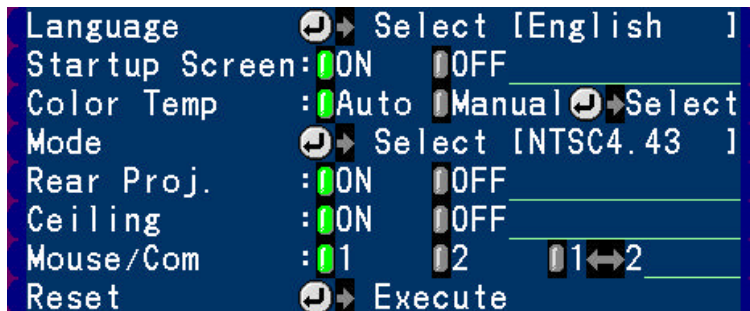 Language Select [English ]
Startup Screen: ON OFF
Color Temp : Auto Manual Select
Mode Select [NTSC4.43 ]
Rear Proj. : ON OFF
Ceiling : ON OFF
Mouse/Com : 1 2 1↔2
Reset Execute